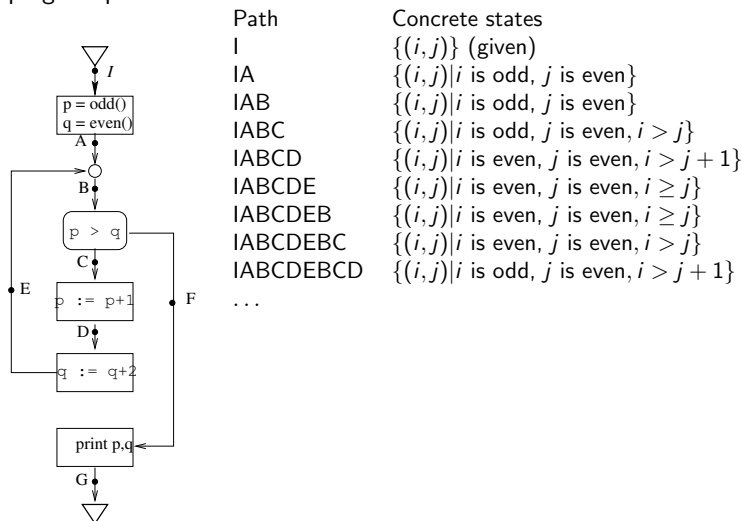 Path Concrete states
I {(i, j)} (given)
IA {(i, j)|i is odd, j is even}
IAB {(i, j)|i is odd, j is even}
IABC {(i, j)|i is odd, j is even, i > j}
IABCD {(i, j)|i is even, j is even, i > j + 1}
IABCDE {(i, j)|i is even, j is even, i ≥ j}
IABCDEB {(i, j)|i is even, j is even, i ≥ j}
IABCDEBC {(i, j)|i is even, j is even, i > j}
IABCDEBCD {(i, j)|i is odd, j is even, i > j + 1}
...
I
p = odd()
q = even()
A
B
p > q
C
E
p := p+1
F
D
q := q+2
print p,q
G